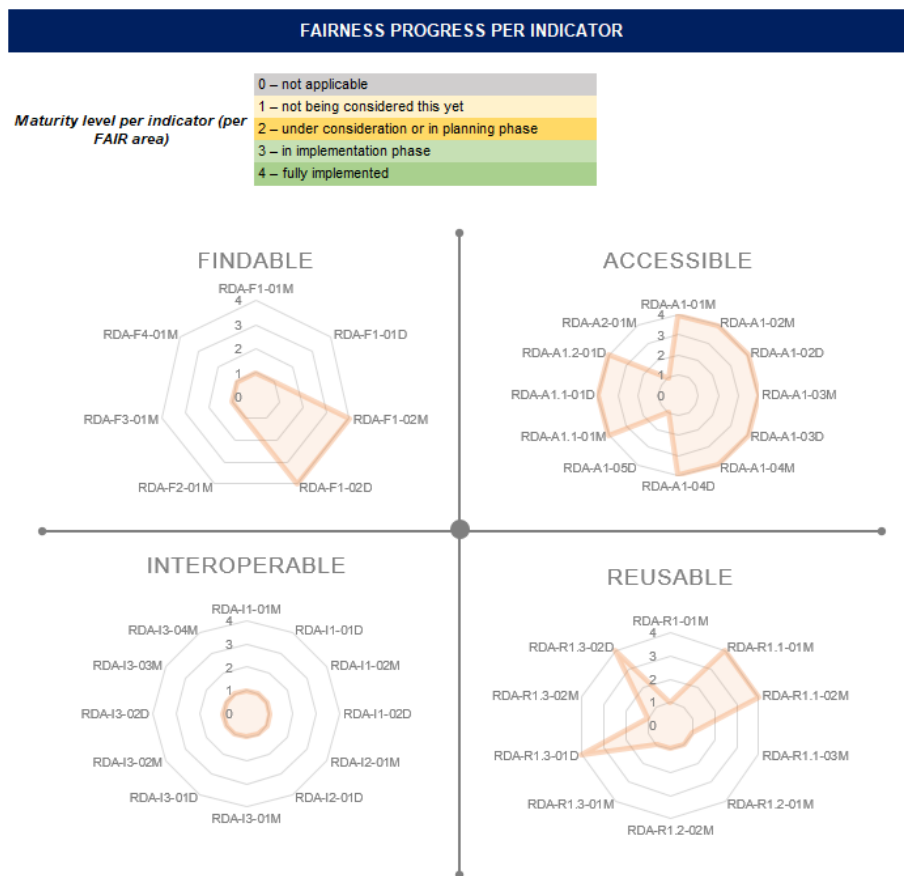 FAIRNESS PROGRESS PER INDICATOR
Maturity level per indicator (per
FAIR area)
0 – not applicable
1 – not being considered this yet
2 – under consideration or in planning phase
3 – in implementation phase
4 – fully implemented
FINDABLE
RDA-F1-01M
RDA-F1-01D
RDA-F1-02M
RDA-F1-02D
RDA-F2-01M
RDA-F3-01M
RDA-F4-01M
4
3
2
1
0
ACCESSIBLE
RDA-A1-01M
RDA-A1-02M
RDA-A1-02D
RDA-A1-03M
RDA-A1-03D
RDA-A1-04M
RDA-A1-04D
RDA-A1-05D
RDA-A1.1-01M
RDA-A1.1-01D
RDA-A1.2-01D
RDA-A2-01M
4
3
2
1
0
INTEROPERABLE
RDA-I1-01M
RDA-I1-01D
RDA-I1-02M
RDA-I1-02D
RDA-I2-01M
RDA-I2-01D
RDA-I3-01M
RDA-I3-01D
RDA-I3-02M
RDA-I3-02D
RDA-I3-03M
RDA-I3-04M
4
3
2
1
0
REUSABLE
RDA-R1-01M
RDA-R1.1-01M
RDA-R1.1-02M
RDA-R1.1-03M
RDA-R1.2-01M
RDA-R1.2-02M
RDA-R1.3-01M
RDA-R1.3-01D
RDA-R1.3-02M
RDA-R1.3-02D
4
3
2
1
0